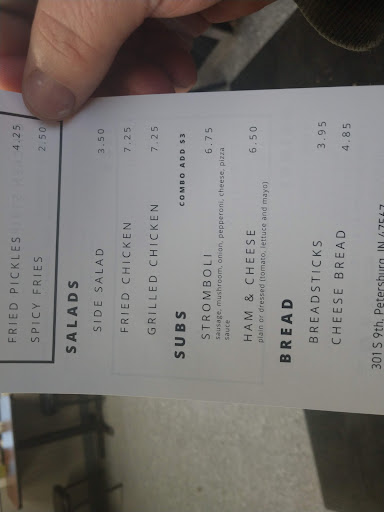 FRIED PICKLES 4.25
SPICY FRIES 2.50
SALADS
SIDE SALAD 3.50
FRIED CHICKEN 7.25
GRILLED CHICKEN 7.25
SUBS COMBO ADD $3
STROMBOLI 6.75
sausage, mushroom, onion, pepperoni, cheese, pizza
sauce
HAM & CHEESE 6.50
plain or dressed (tomato, lettuce and mayo)
BREAD
BREADSTICKS 3.95
CHEESE BREAD 4.85
301 S 9th, Petersburg, IN 47567